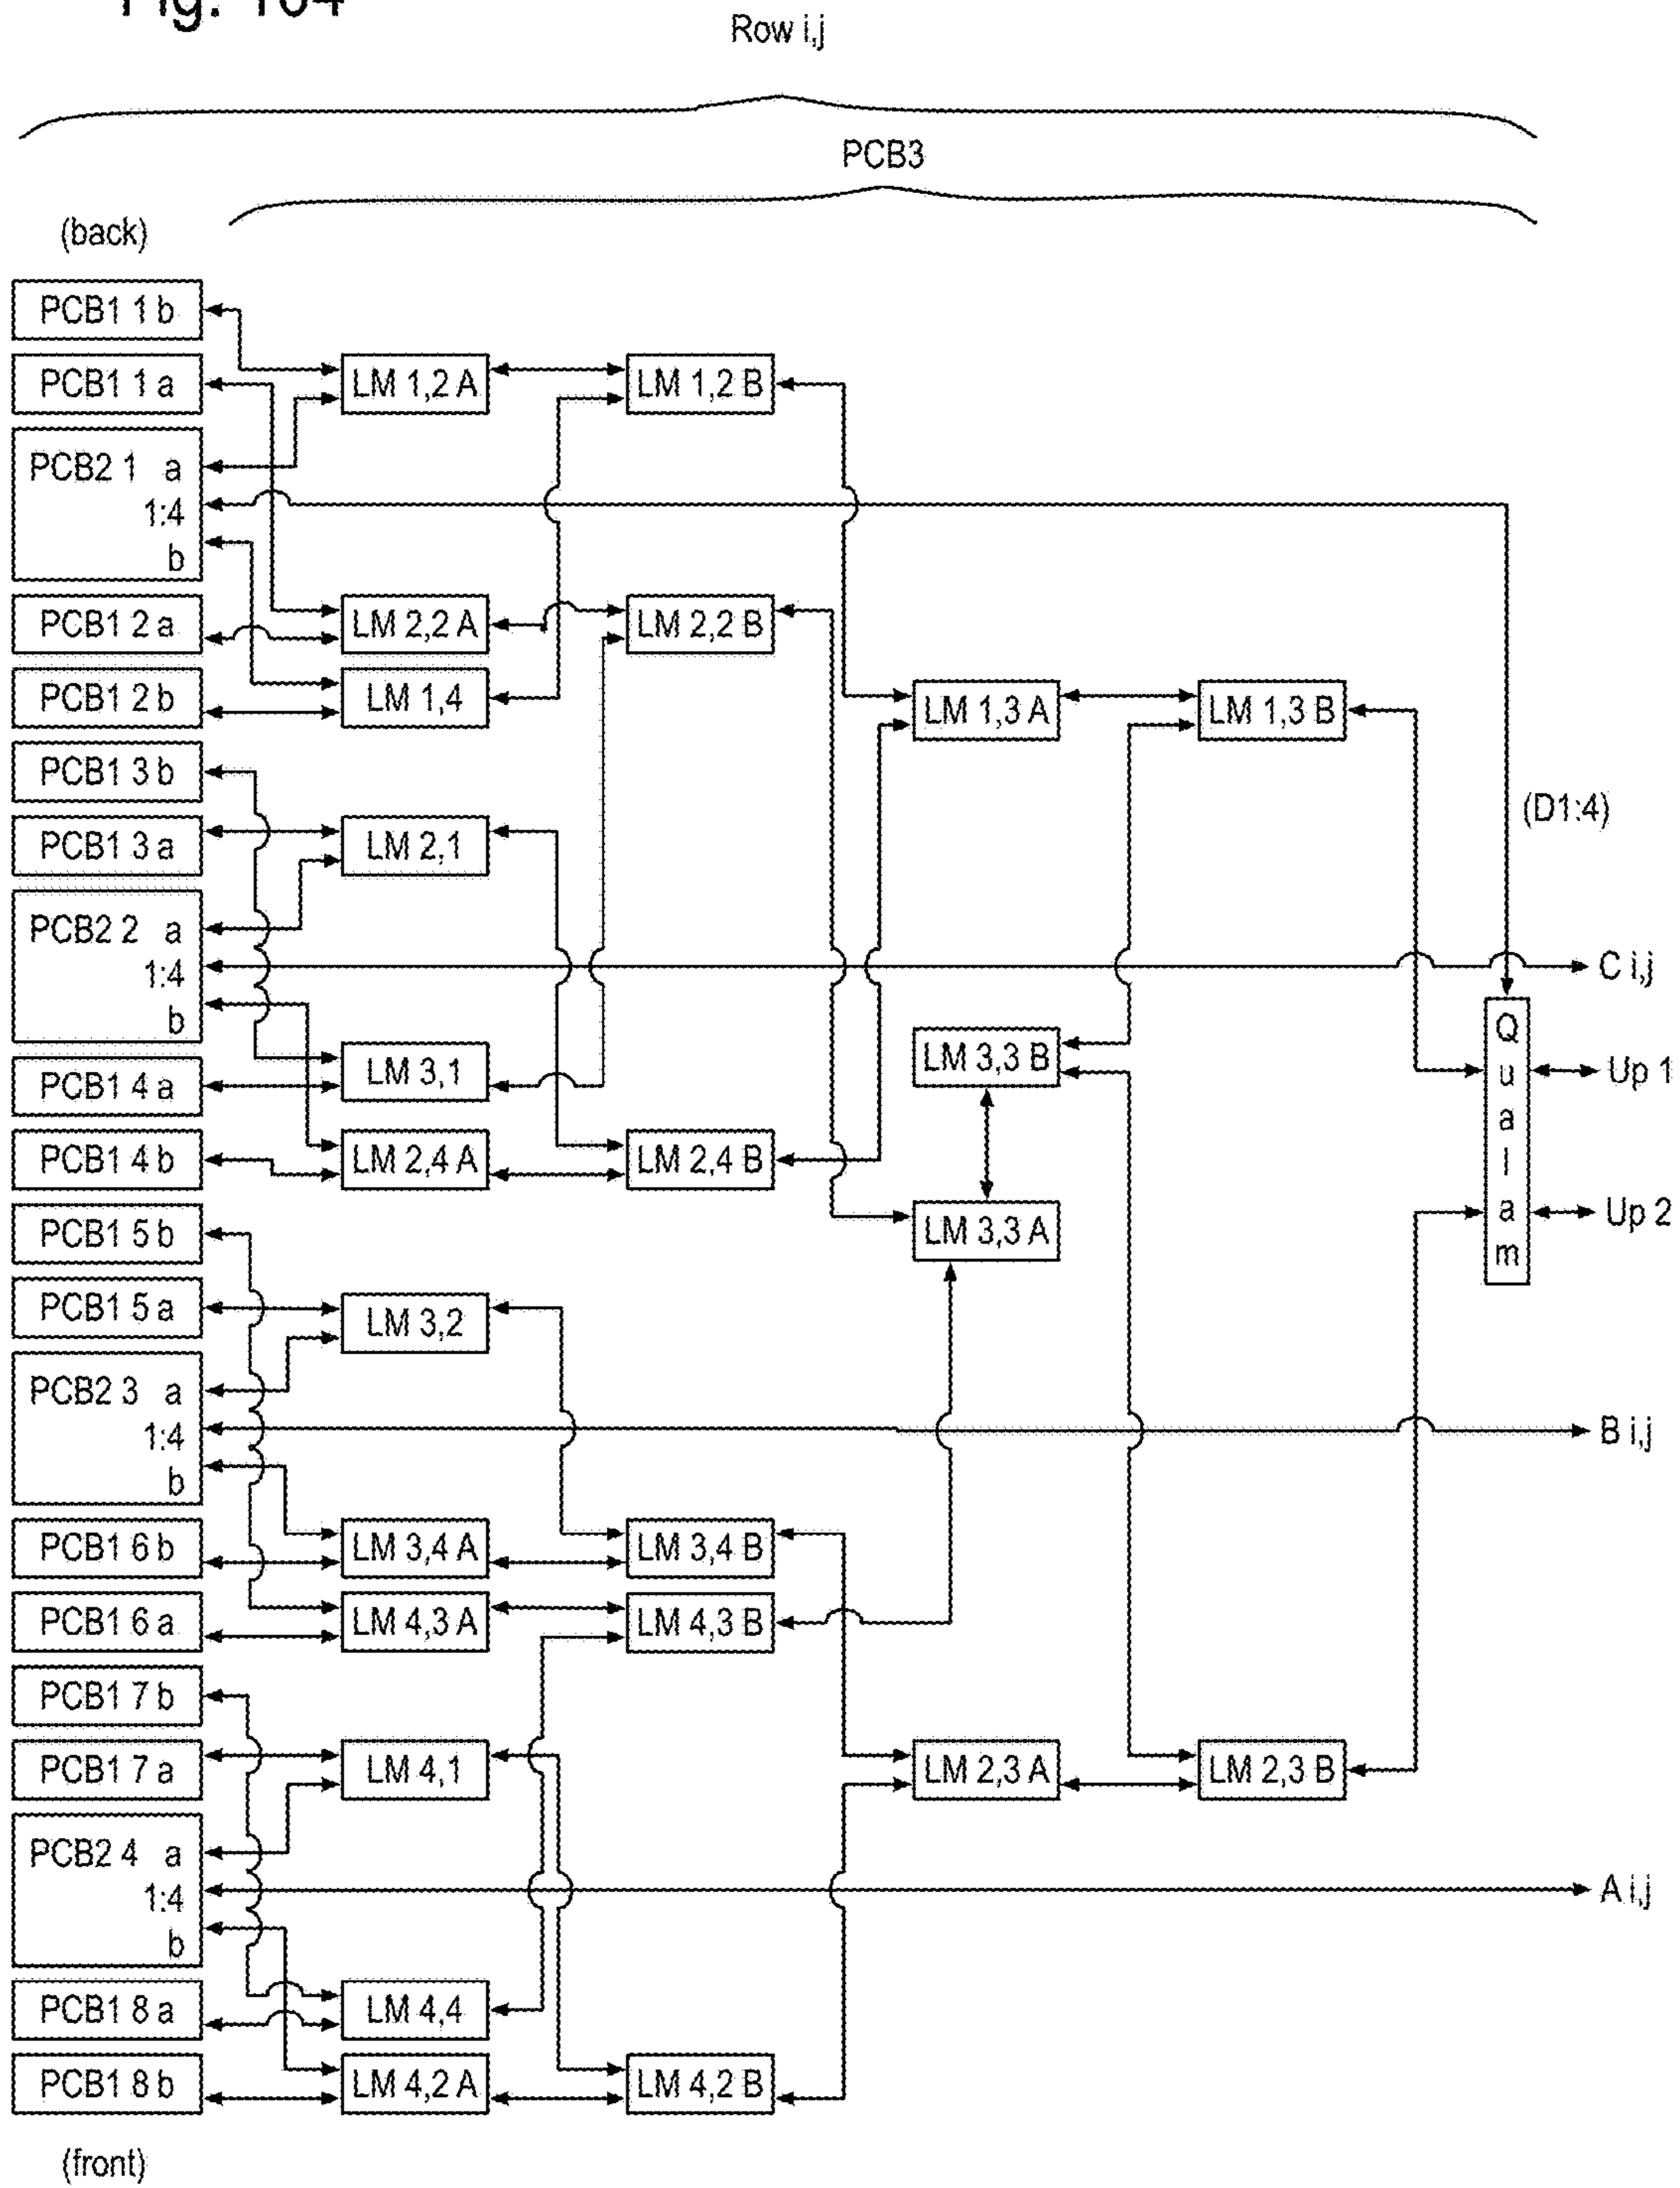 Fig. 104
Row i,j
PCB3
(back)
PCB1 1 b
PCB1 1 a
LM 1,2 A
LM 1,2 B
PCB2 1 a
1:4
b
PCB1 2 a
LM 2,2 A
LM 2,2 B
PCB1 2 b
LM 1,4
LM 1,3 A
LM 1,3 B
PCB1 3 b
(D1:4)
PCB1 3 a
LM 2,1
PCB2 2 a
1:4
C i,j
b
Qualam
LM 3,3 B
PCB1 4 a
LM 3,1
Up 1
PCB1 4 b
LM 2,4 A
LM 2,4 B
PCB1 5 b
LM 3,3 A
Up 2
PCB1 5 a
LM 3,2
PCB2 3 a
1:4
B i,j
b
PCB1 6 b
LM 3,4 A
LM 3,4 B
PCB1 6 a
LM 4,3 A
LM 4,3 B
PCB1 7 b
PCB1 7 a
LM 4,1
LM 2,3 A
LM 2,3 B
PCB2 4 a
1:4
A i,j
b
PCB1 8 a
LM 4,4
PCB1 8 b
LM 4,2 A
LM 4,2 B
(front)